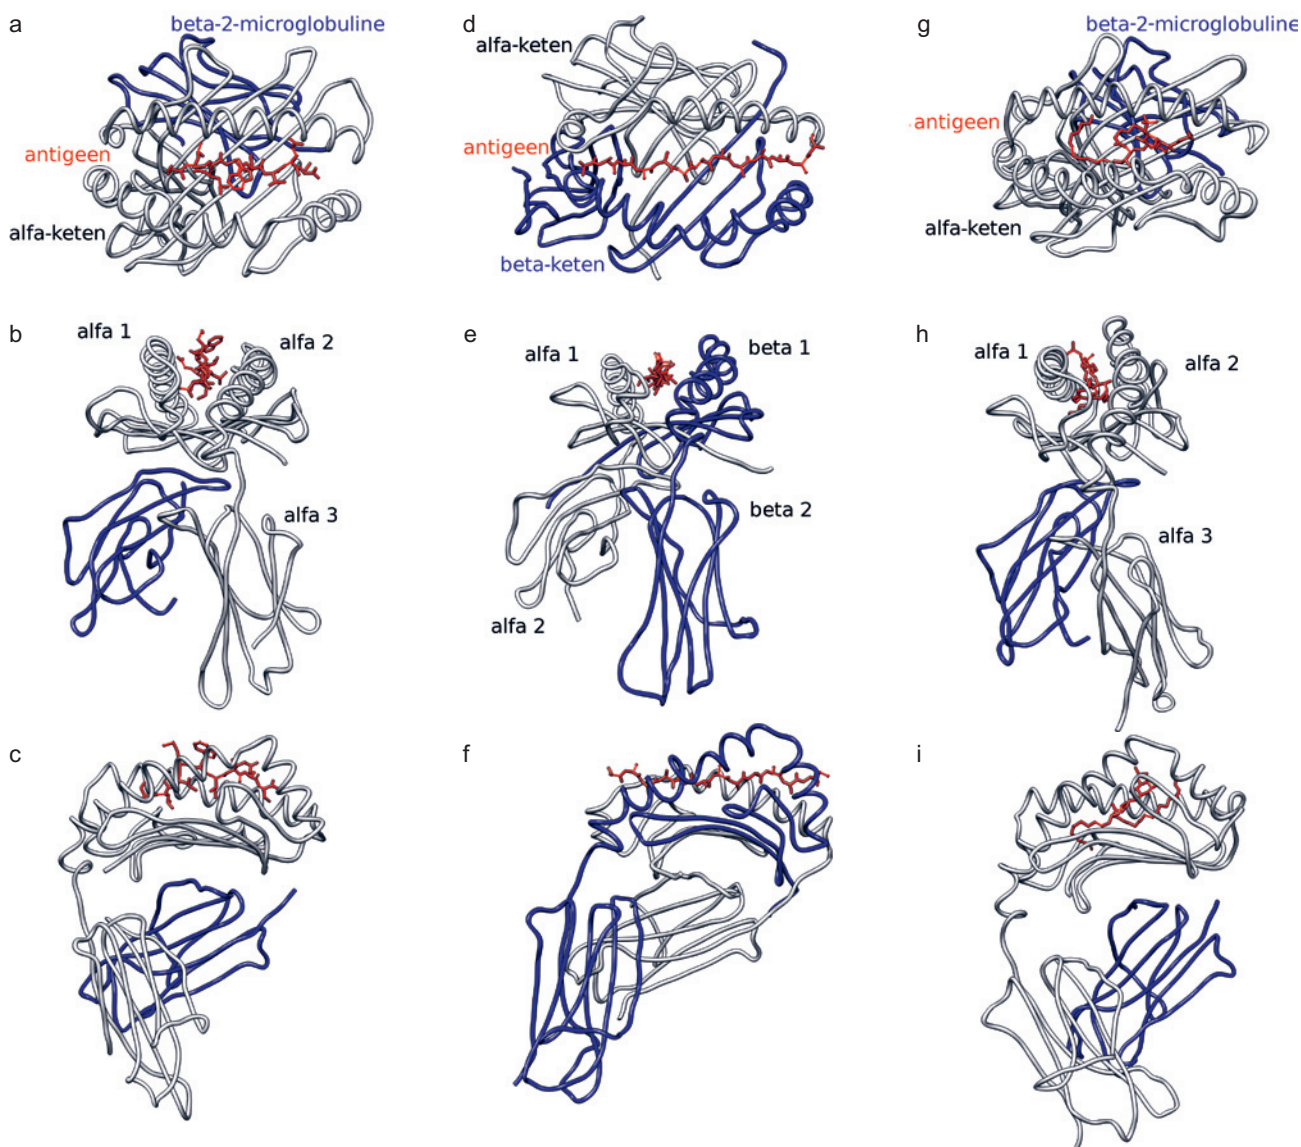 a
beta-2-microglobuline
antigeen
alfa-keten
d
alfa-keten
antigeen
beta-keten
g
beta-2-microglobuline
antigeen
alfa-keten
b
alfa 1
alfa 2
alfa 3
e
alfa 1
beta 1
beta 2
alfa 2
h
alfa 1
alfa 2
alfa 3
c
f
i